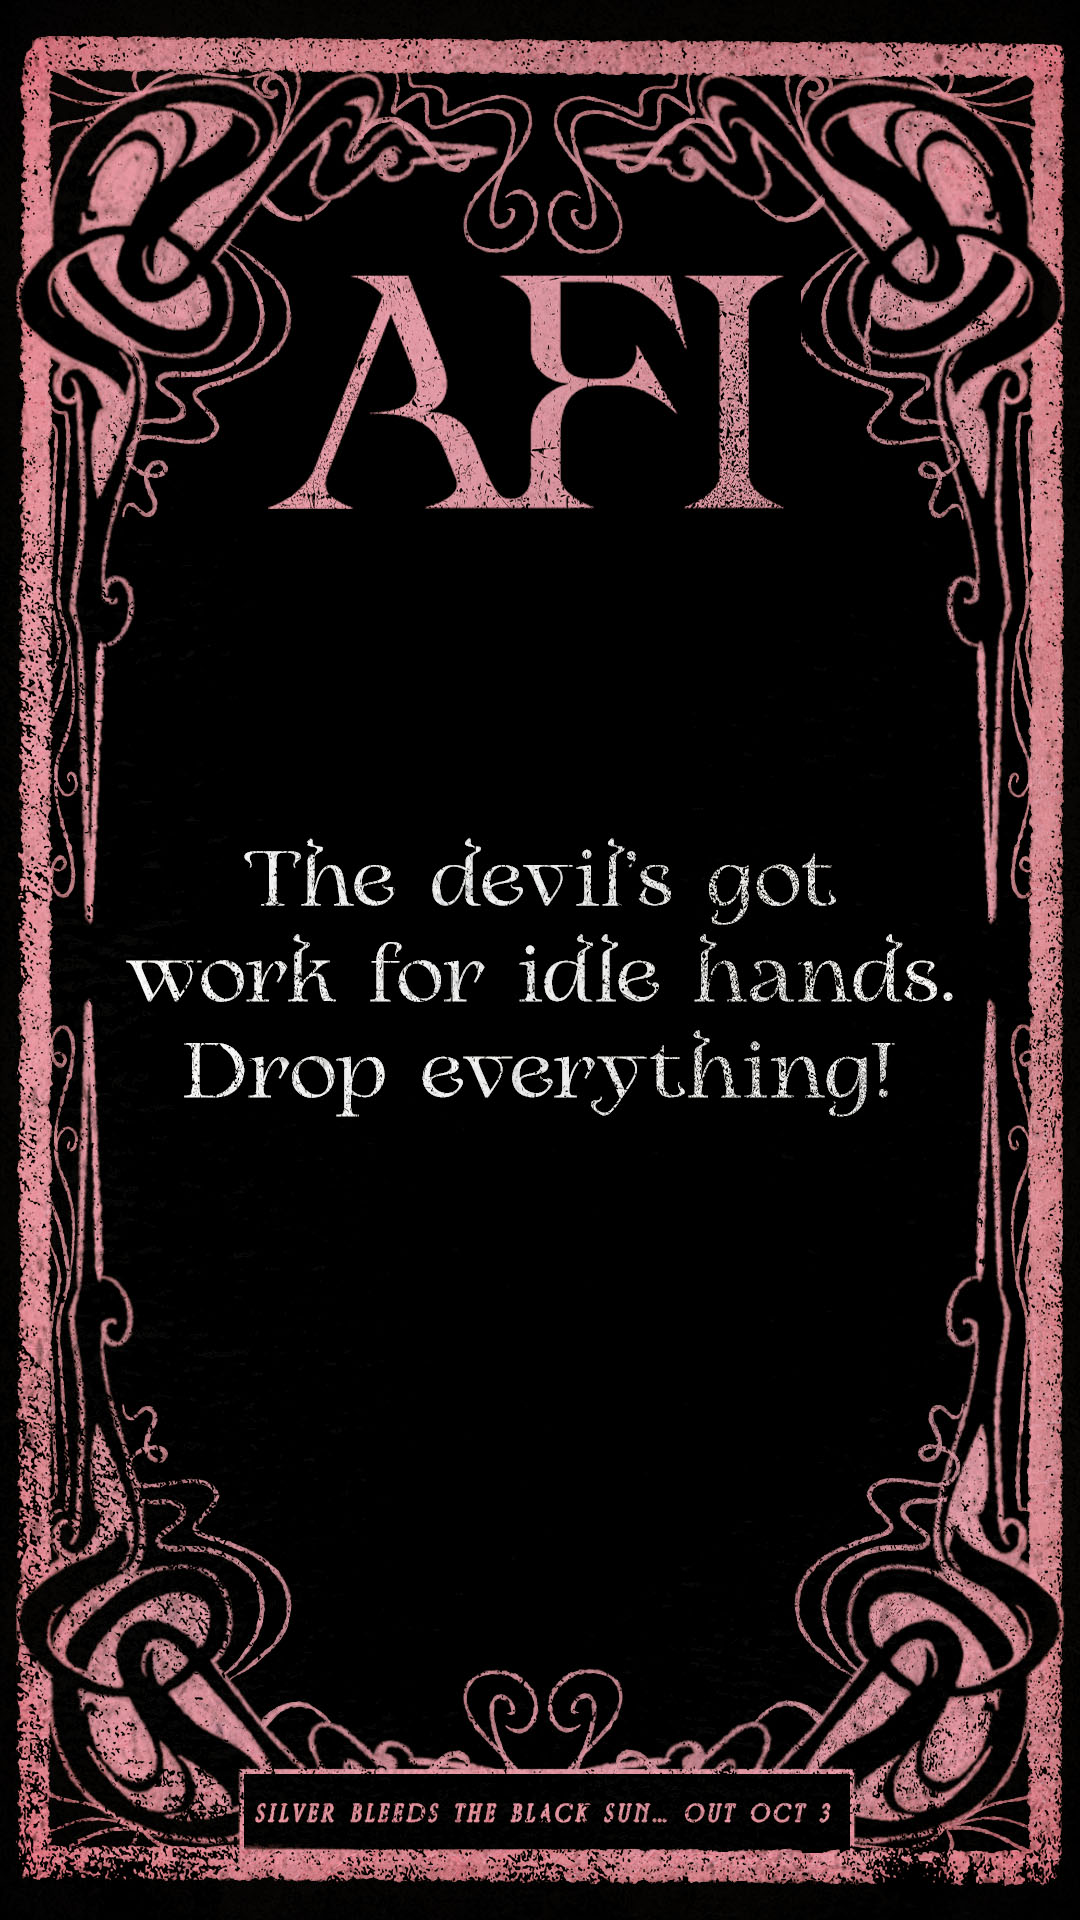 AFI
The devil's got
work for idle hands.
Drop everything!
SILVER BLEEDS THE BLACK SUN... OUT OCT 3